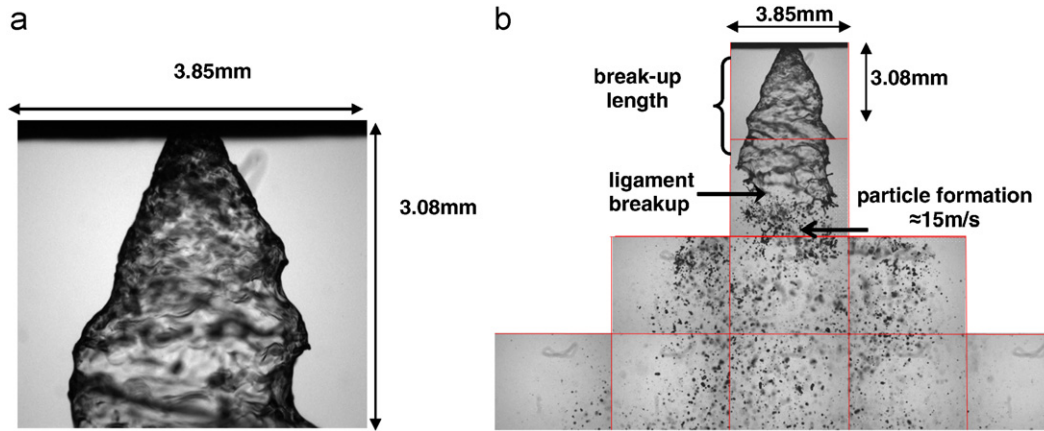 a
3.85mm
3.08mm
b
3.85mm
3.08mm
break-up
length
ligament
breakup
particle formation
≈15m/s